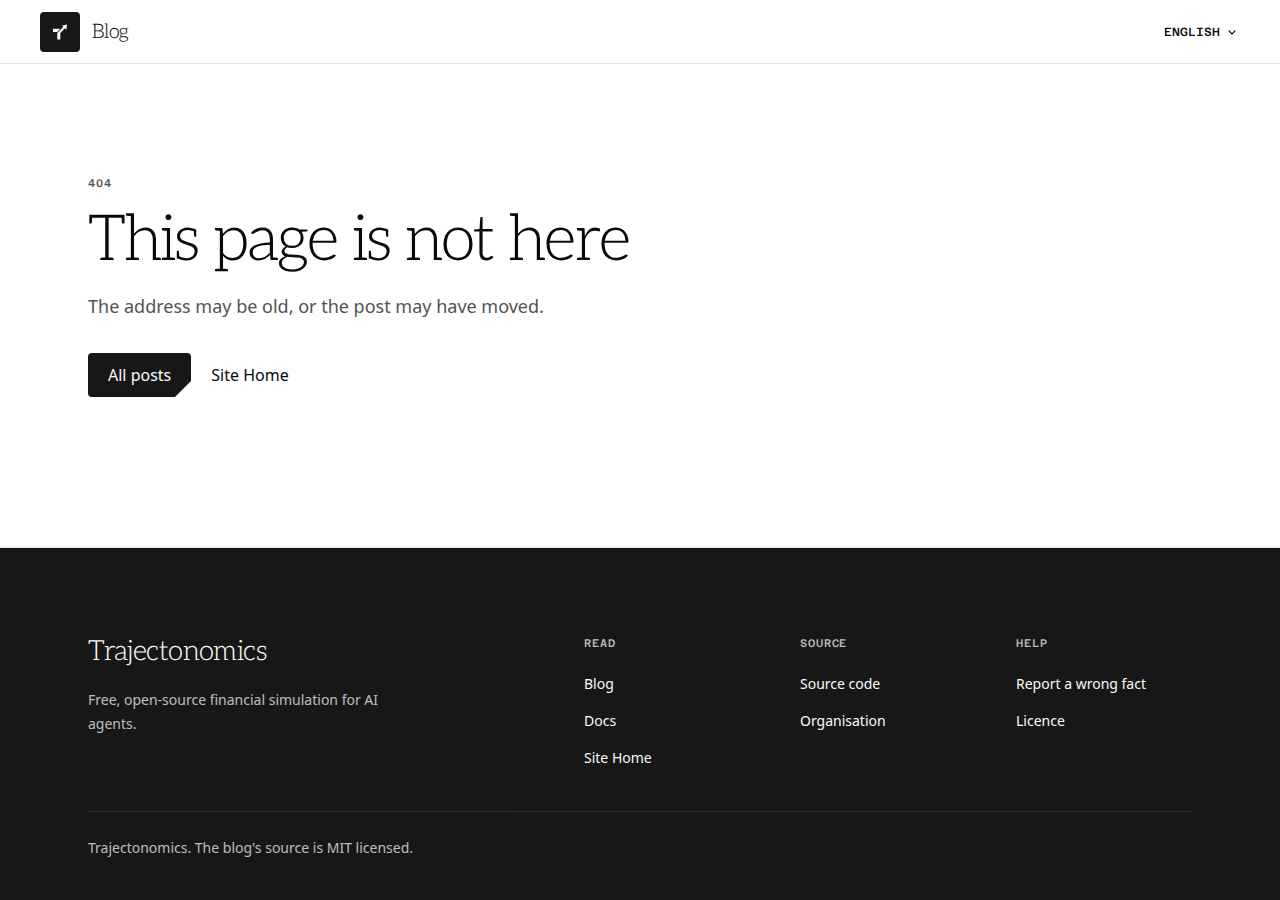 Blog
ENGLISH
404
This page is not here
The address may be old, or the post may have moved.
All posts
Site Home
Trajectonomics
Free, open-source financial simulation for AI
agents.
READ
Blog
Docs
Site Home
SOURCE
Source code
Organisation
HELP
Report a wrong fact
Licence
Trajectonomics. The blog's source is MIT licensed.